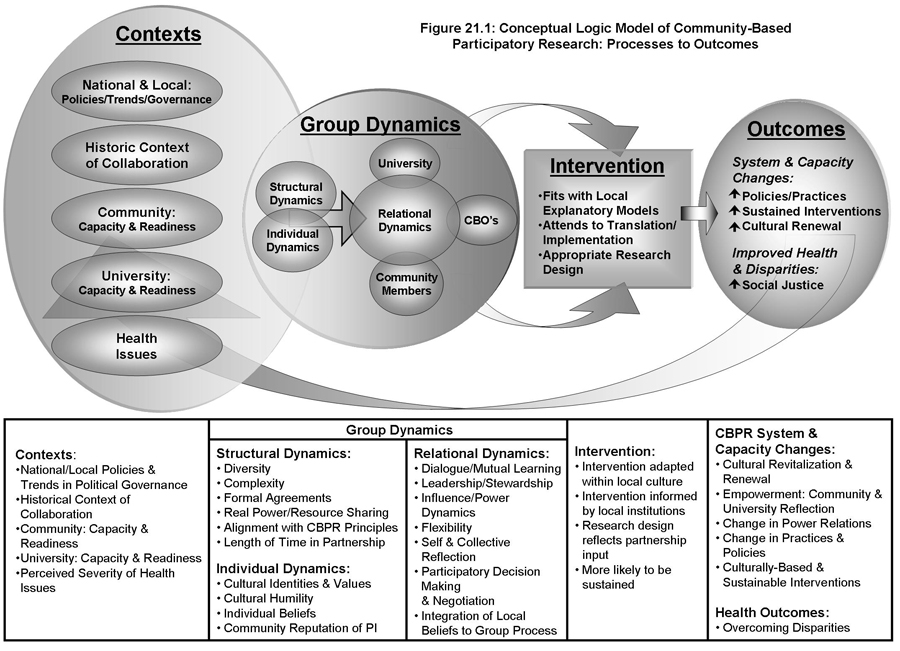 Figure 21.1: Conceptual Logic Model of Community-Based
Participatory Research: Processes to Outcomes
Contexts
National & Local:
Policies/Trends/Governance
Historic Context
of Collaboration
Community:
Capacity & Readiness
University:
Capacity & Readiness
Health
Issues
Group Dynamics
Structural
Dynamics
Individual
Dynamics
University
Relational
Dynamics
CBO's
Community
Members
Intervention
•Fits with Local
Explanatory Models
•Attends to Translation/
Implementation
•Appropriate Research
Design
Outcomes
System & Capacity
Changes:
Policies/Practices
Sustained Interventions
Cultural Renewal
Improved Health
& Disparities:
Social Justice
Contexts:
•National/Local Policies &
Trends in Political Governance
•Historical Context of
Collaboration
•Community: Capacity &
Readiness
•University: Capacity & Readiness
•Perceived Severity of Health
Issues
Group Dynamics
Structural Dynamics:
• Diversity
• Complexity
• Formal Agreements
• Real Power/Resource Sharing
• Alignment with CBPR Principles
• Length of Time in Partnership
Individual Dynamics:
• Cultural Identities & Values
• Cultural Humility
• Individual Beliefs
• Community Reputation of PI
Relational Dynamics:
• Dialogue/Mutual Learning
• Leadership/Stewardship
• Influence/Power
Dynamics
• Flexibility
• Self & Collective
Reflection
• Participatory Decision
Making
& Negotiation
• Integration of Local
Beliefs to Group Process
Intervention:
• Intervention adapted
within local culture
• Intervention informed
by local institutions
• Research design
reflects partnership
input
• More likely to be
sustained
CBPR System &
Capacity Changes:
• Cultural Revitalization &
Renewal
• Empowerment: Community &
University Reflection
• Change in Power Relations
• Change in Practices &
Policies
• Culturally-Based &
Sustainable Interventions
Health Outcomes:
• Overcoming Disparities